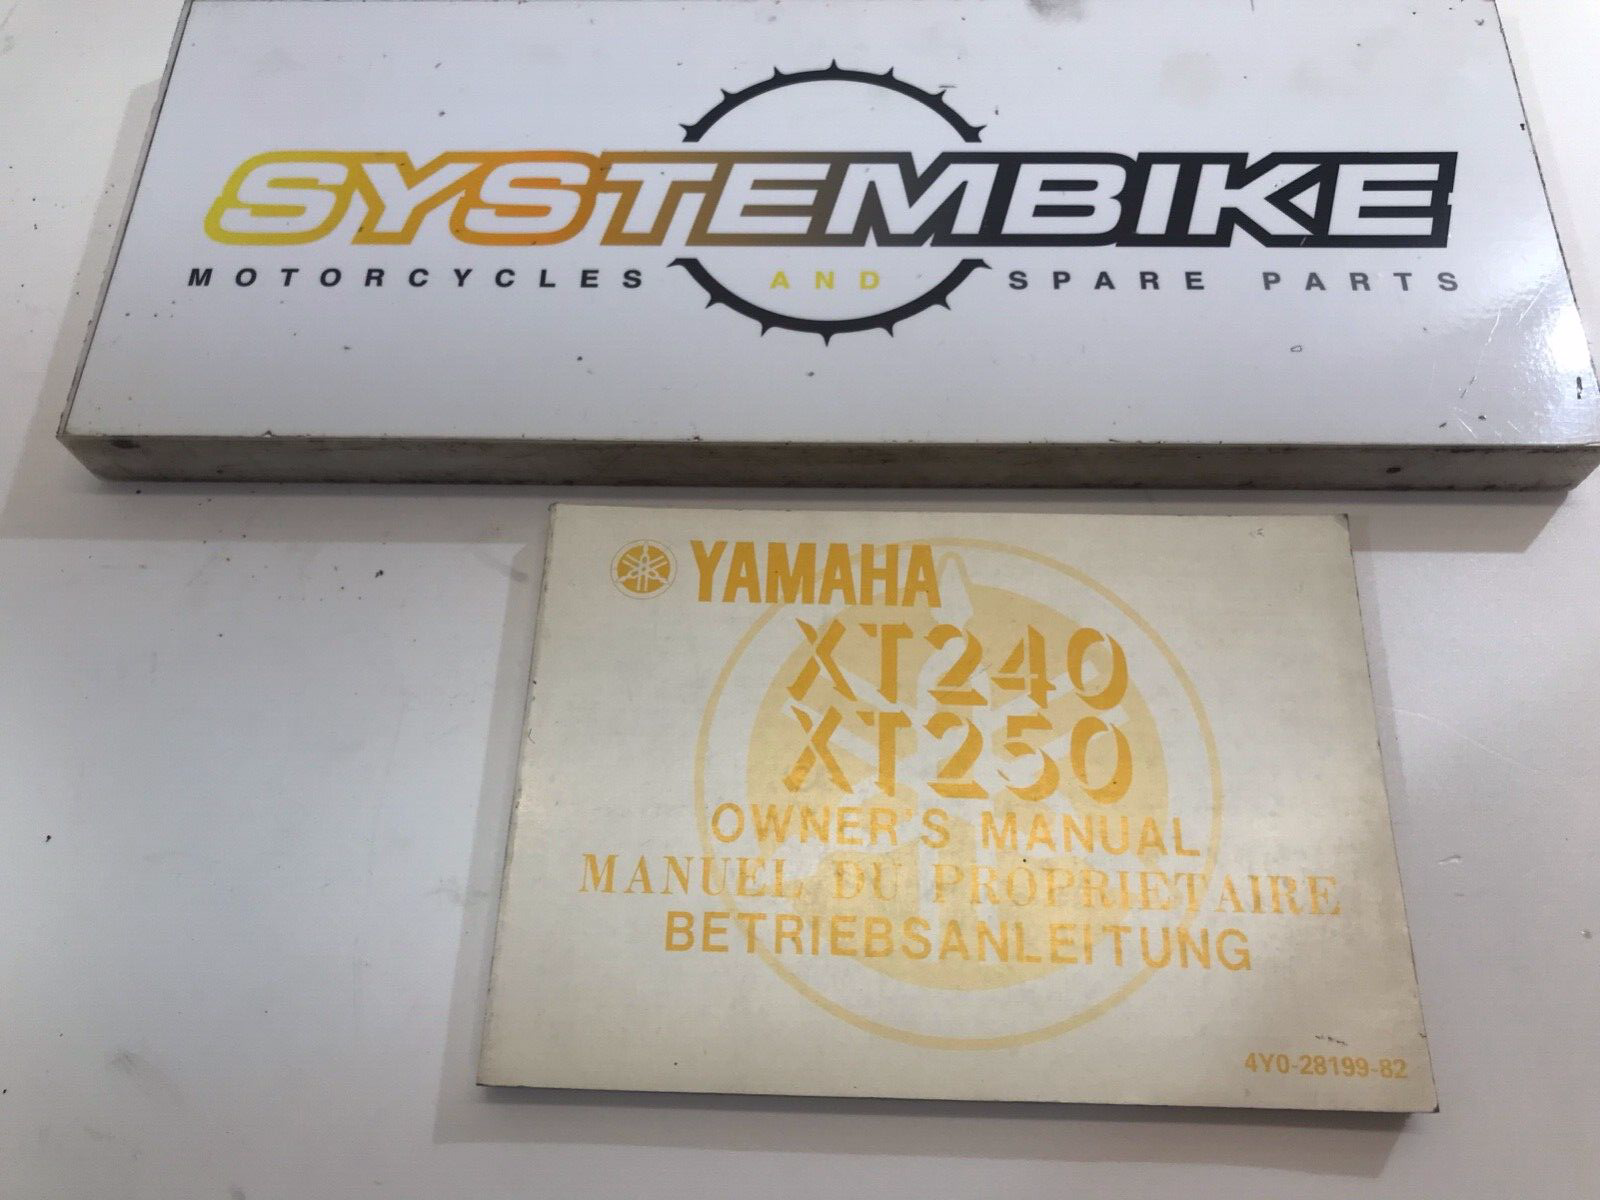 SYSTEMBIKE
MOTORCYCLES AND SPARE PARTS
YAMAHA
XT240
XT250
OWNER'S MANUAL
MANUEL DU PROPRIETAIRE
BETRIEBSANLEITUNG
4Y0-28199-82